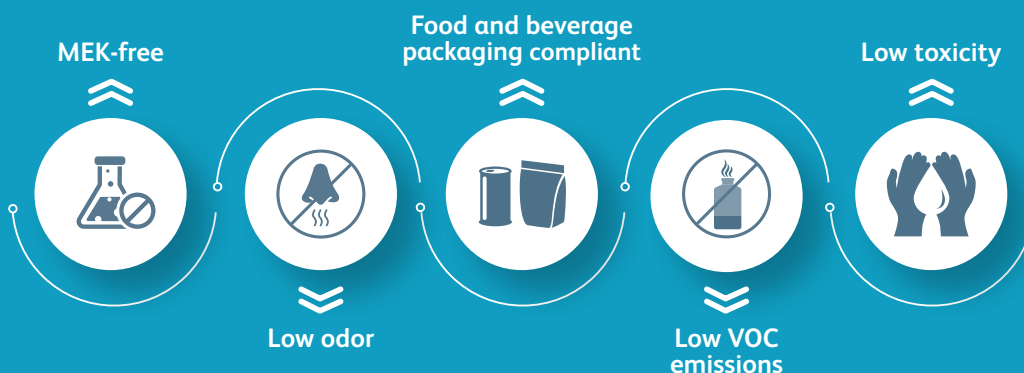 MEK-free
Low odor
Food and beverage
packaging compliant
Low VOC
emissions
Low toxicity